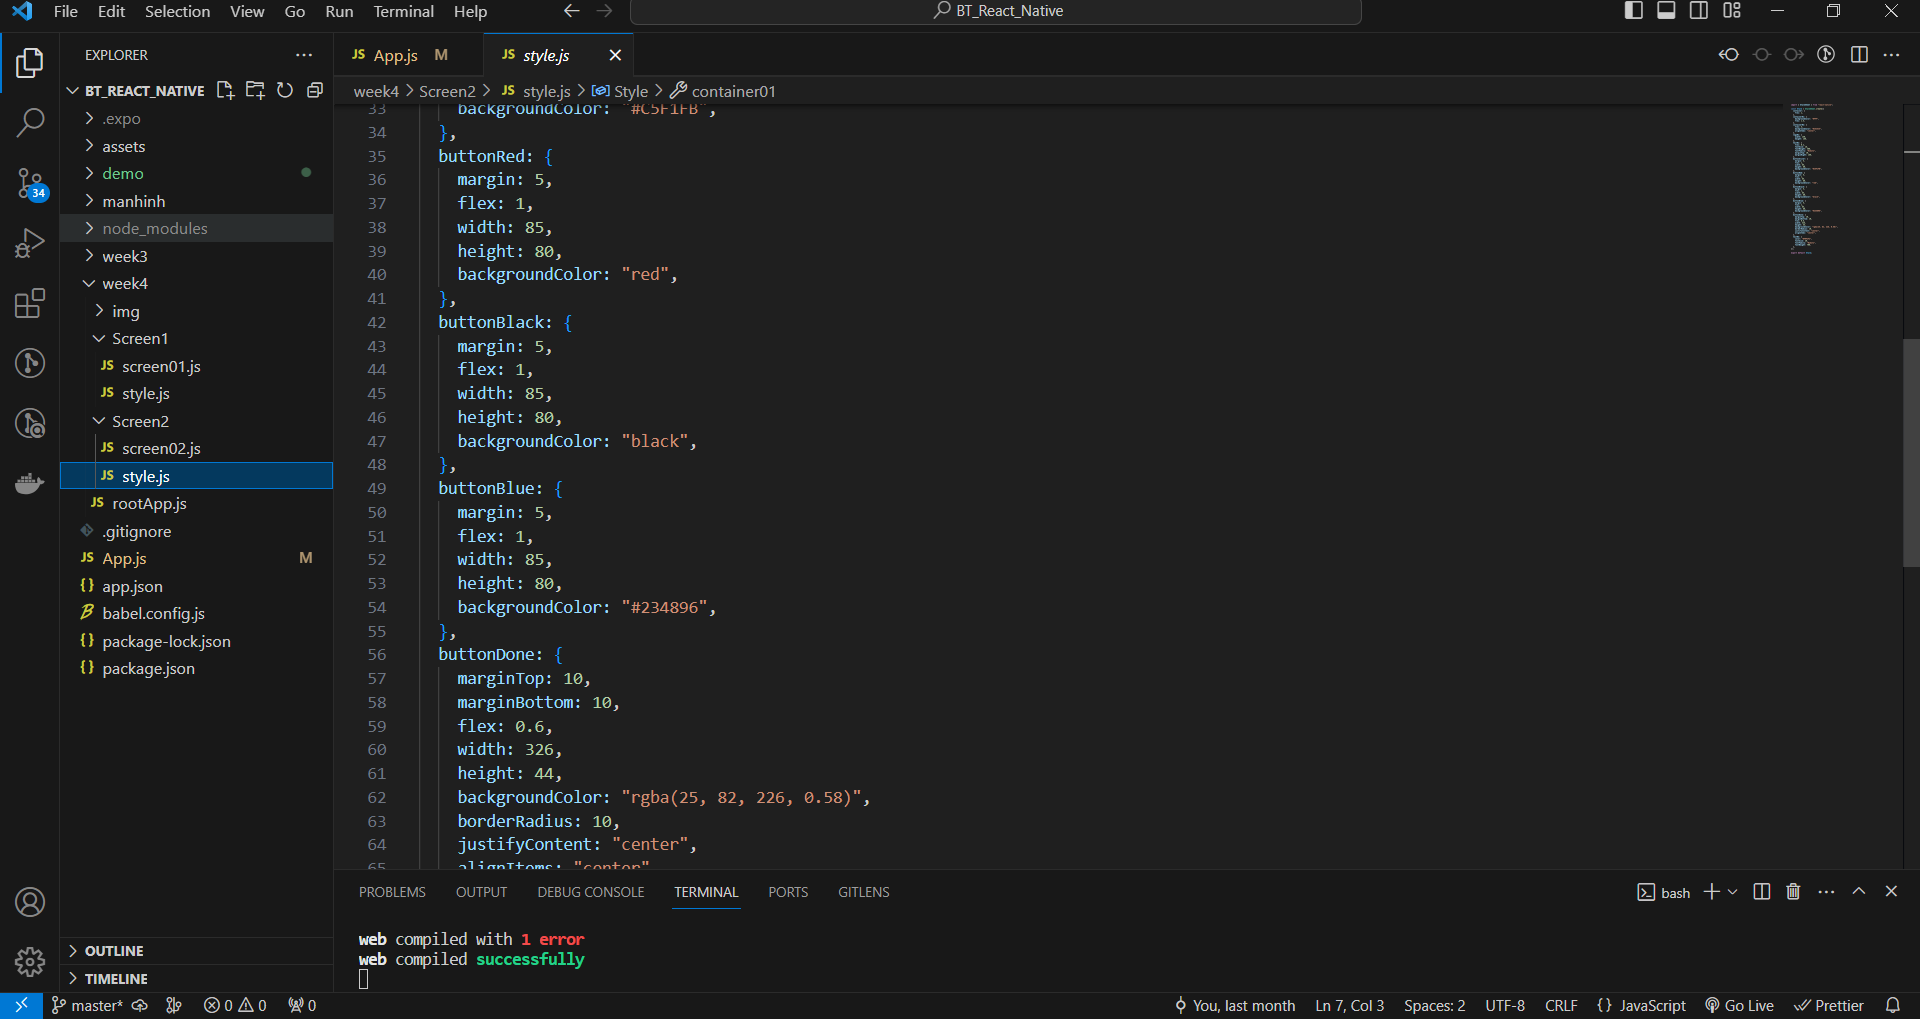 File Edit Selection View Go Run Terminal Help
BT_React_Native
EXPLORER
BT_REACT_NATIVE
.expo
assets
demo
manhinh
node_modules
week3
week4
img
Screen1
JS screen01.js
JS style.js
Screen2
JS screen02.js
JS style.js
JS rootApp.js
.gitignore
JS App.js M
{} app.json
babel.config.js
{} package-lock.json
{} package.json
OUTLINE
TIMELINE
34
JS App.js M
JS style.js
week4 > Screen2 > JS style.js > Style > container01
33 backgroundColor: "#C5F1FB",
34 },
35 buttonRed: {
36 margin: 5,
37 flex: 1,
38 width: 85,
39 height: 80,
40 backgroundColor: "red",
41 },
42 buttonBlack: {
43 margin: 5,
44 flex: 1,
45 width: 85,
46 height: 80,
47 backgroundColor: "black",
48 },
49 buttonBlue: {
50 margin: 5,
51 flex: 1,
52 width: 85,
53 height: 80,
54 backgroundColor: "#234896",
55 },
56 buttonDone: {
57 marginTop: 10,
58 marginBottom: 10,
59 flex: 0.6,
60 width: 326,
61 height: 44,
62 backgroundColor: "rgba(25, 82, 226, 0.58)",
63 borderRadius: 10,
64 justifyContent: "center",
65 alignItems: "center"
PROBLEMS OUTPUT DEBUG CONSOLE TERMINAL PORTS GITLENS
bash
web compiled with 1 error
web compiled successfully
master* 0 0 0
You, last month Ln 7, Col 3 Spaces: 2 UTF-8 CRLF {} JavaScript Go Live Prettier